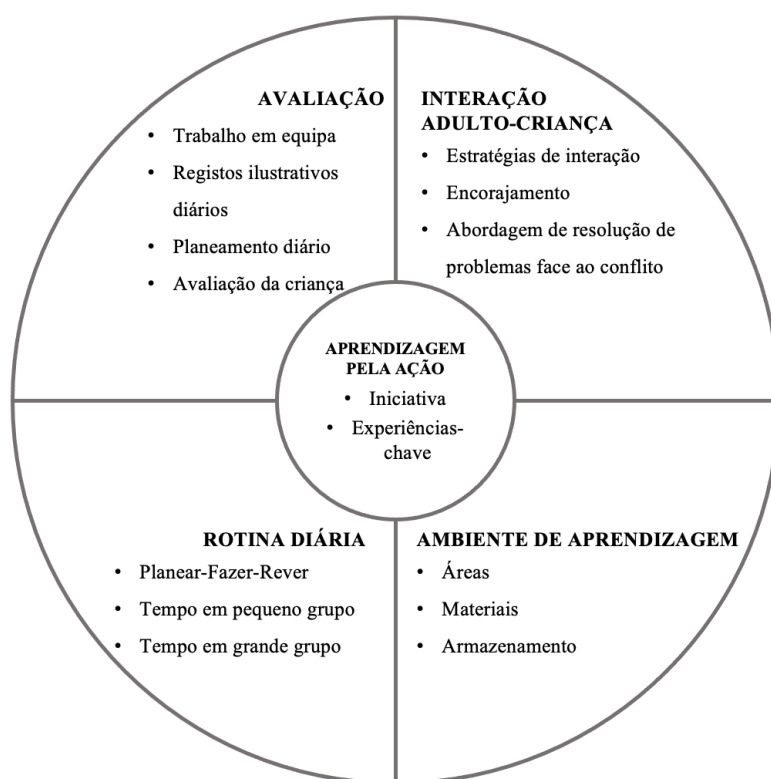 AVALIAÇÃO
• Trabalho em equipa
• Registos ilustrativos
diários
• Planeamento diário
• Avaliação da criança
INTERAÇÃO
ADULTO-CRIANÇA
• Estratégias de interação
• Encorajamento
• Abordagem de resolução de
problemas face ao conflito
APRENDIZAGEM
PELA AÇÃO
• Iniciativa
• Experiências-
chave
ROTINA DIÁRIA
• Planear-Fazer-Rever
• Tempo em pequeno grupo
• Tempo em grande grupo
AMBIENTE DE APRENDIZAGEM
• Áreas
• Materiais
• Armazenamento